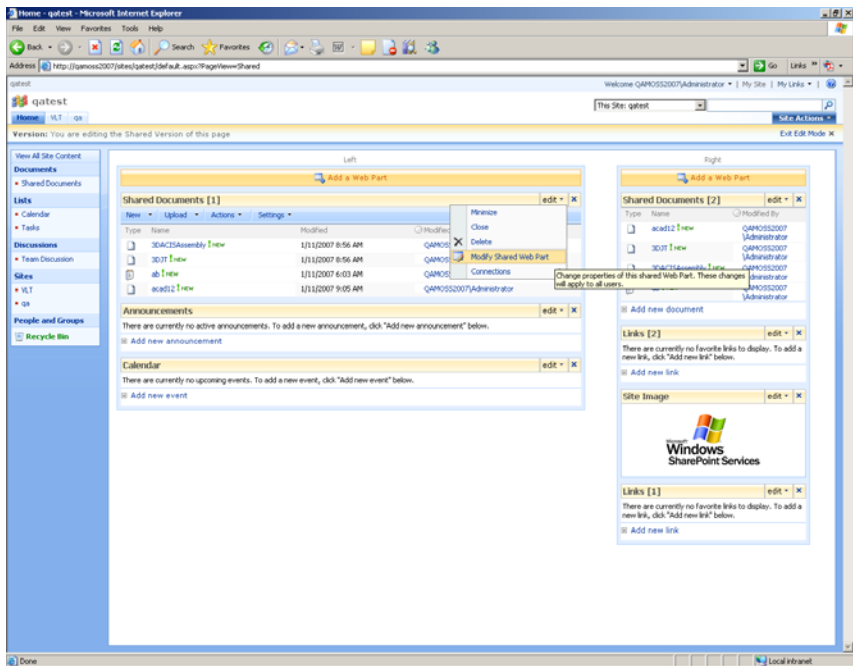 Home - qatest - Microsoft Internet Explorer
File Edit View Favorites Tools Help
Back Search Favorites
Address http://qamoss2007/sites/qatest/default.aspx?PageView=Shared Go Links
qatest Welcome QAMOSS2007\Administrator | My Site | My Links |
qatest This Site: qatest
Home VLT qa Site Actions
Version: You are editing the Shared Version of this page Exit Edit Mode
View All Site Content
Documents
Shared Documents
Lists
Calendar
Tasks
Discussions
Team Discussion
Sites
VLT
qa
People and Groups
Recycle Bin
Left
Add a Web Part
Shared Documents [1] edit
New Upload Actions Settings
Type Name Modified Modified
3DACISAssembly NEW 1/11/2007 8:56 AM QAMOSS
3DJT NEW 1/11/2007 8:56 AM QAMOSS
ab NEW 1/11/2007 6:03 AM QAMOSS
acad12 NEW 1/11/2007 9:05 AM QAMOSS2007\Administrator
Minimize
Close
Delete
Modify Shared Web Part
Connections
Change properties of this shared Web Part. These changes
will apply to all users.
Announcements edit
There are currently no active announcements. To add a new announcement, click "Add new announcement" below.
Add new announcement
Calendar edit
There are currently no upcoming events. To add a new event, click "Add new event" below.
Add new event
Right
Add a Web Part
Shared Documents [2] edit
Type Name Modified By
acad12 NEW QAMOSS2007
\Administrator
3DJT NEW QAMOSS2007
\Administrator
3DACISAssembly NEW QAMOSS2007
\Administrator
QAMOSS2007
\Administrator
Add new document
Links [2] edit
There are currently no favorite links to display. To add a
new link, click "Add new link" below.
Add new link
Site Image edit
Microsoft
Windows
SharePoint Services
Links [1] edit
There are currently no favorite links to display. To add a
new link, click "Add new link" below.
Add new link
Done Local intranet